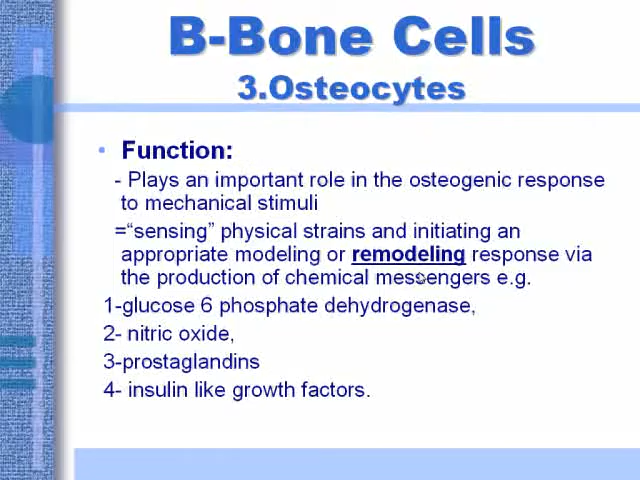 B-Bone Cells
3.Osteocytes
• Function:
- Plays an important role in the osteogenic response
to mechanical stimuli
=“sensing” physical strains and initiating an
appropriate modeling or remodeling response via
the production of chemical messengers e.g.
1-glucose 6 phosphate dehydrogenase,
2- nitric oxide,
3-prostaglandins
4- insulin like growth factors.